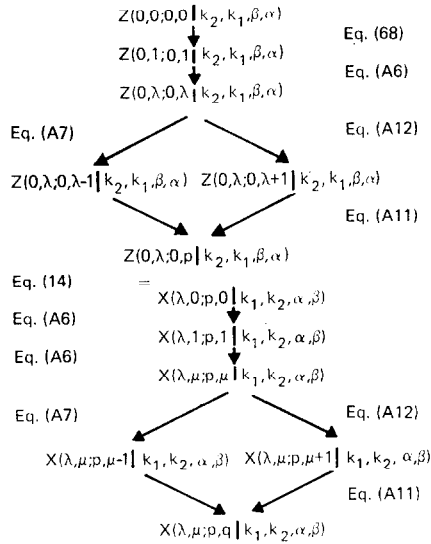 Z(0,0;0,0|k₂,k₁,β,α)
Eq. (68)
Z(0,1;0,1|k₂,k₁,β,α)
Eq. (A6)
Z(0,λ;0,λ|k₂,k₁,β,α)
Eq. (A7) Eq. (A12)
Z(0,λ;0,λ-1|k₂,k₁,β,α) Z(0,λ;0,λ+1|k₂,k₁,β,α)
Eq. (A11)
Z(0,λ;0,p|k₂,k₁,β,α)
Eq. (14) =
X(λ,0;p,0|k₁,k₂,α,β)
Eq. (A6)
X(λ,1;p,1|k₁,k₂,α,β)
Eq. (A6)
X(λ,μ;p,μ|k₁,k₂,α,β)
Eq. (A7) Eq. (A12)
X(λ,μ;p,μ-1|k₁,k₂,α,β) X(λ,μ;p,μ+1|k₁,k₂,α,β)
Eq. (A11)
X(λ,μ;p,q|k₁,k₂,α,β)